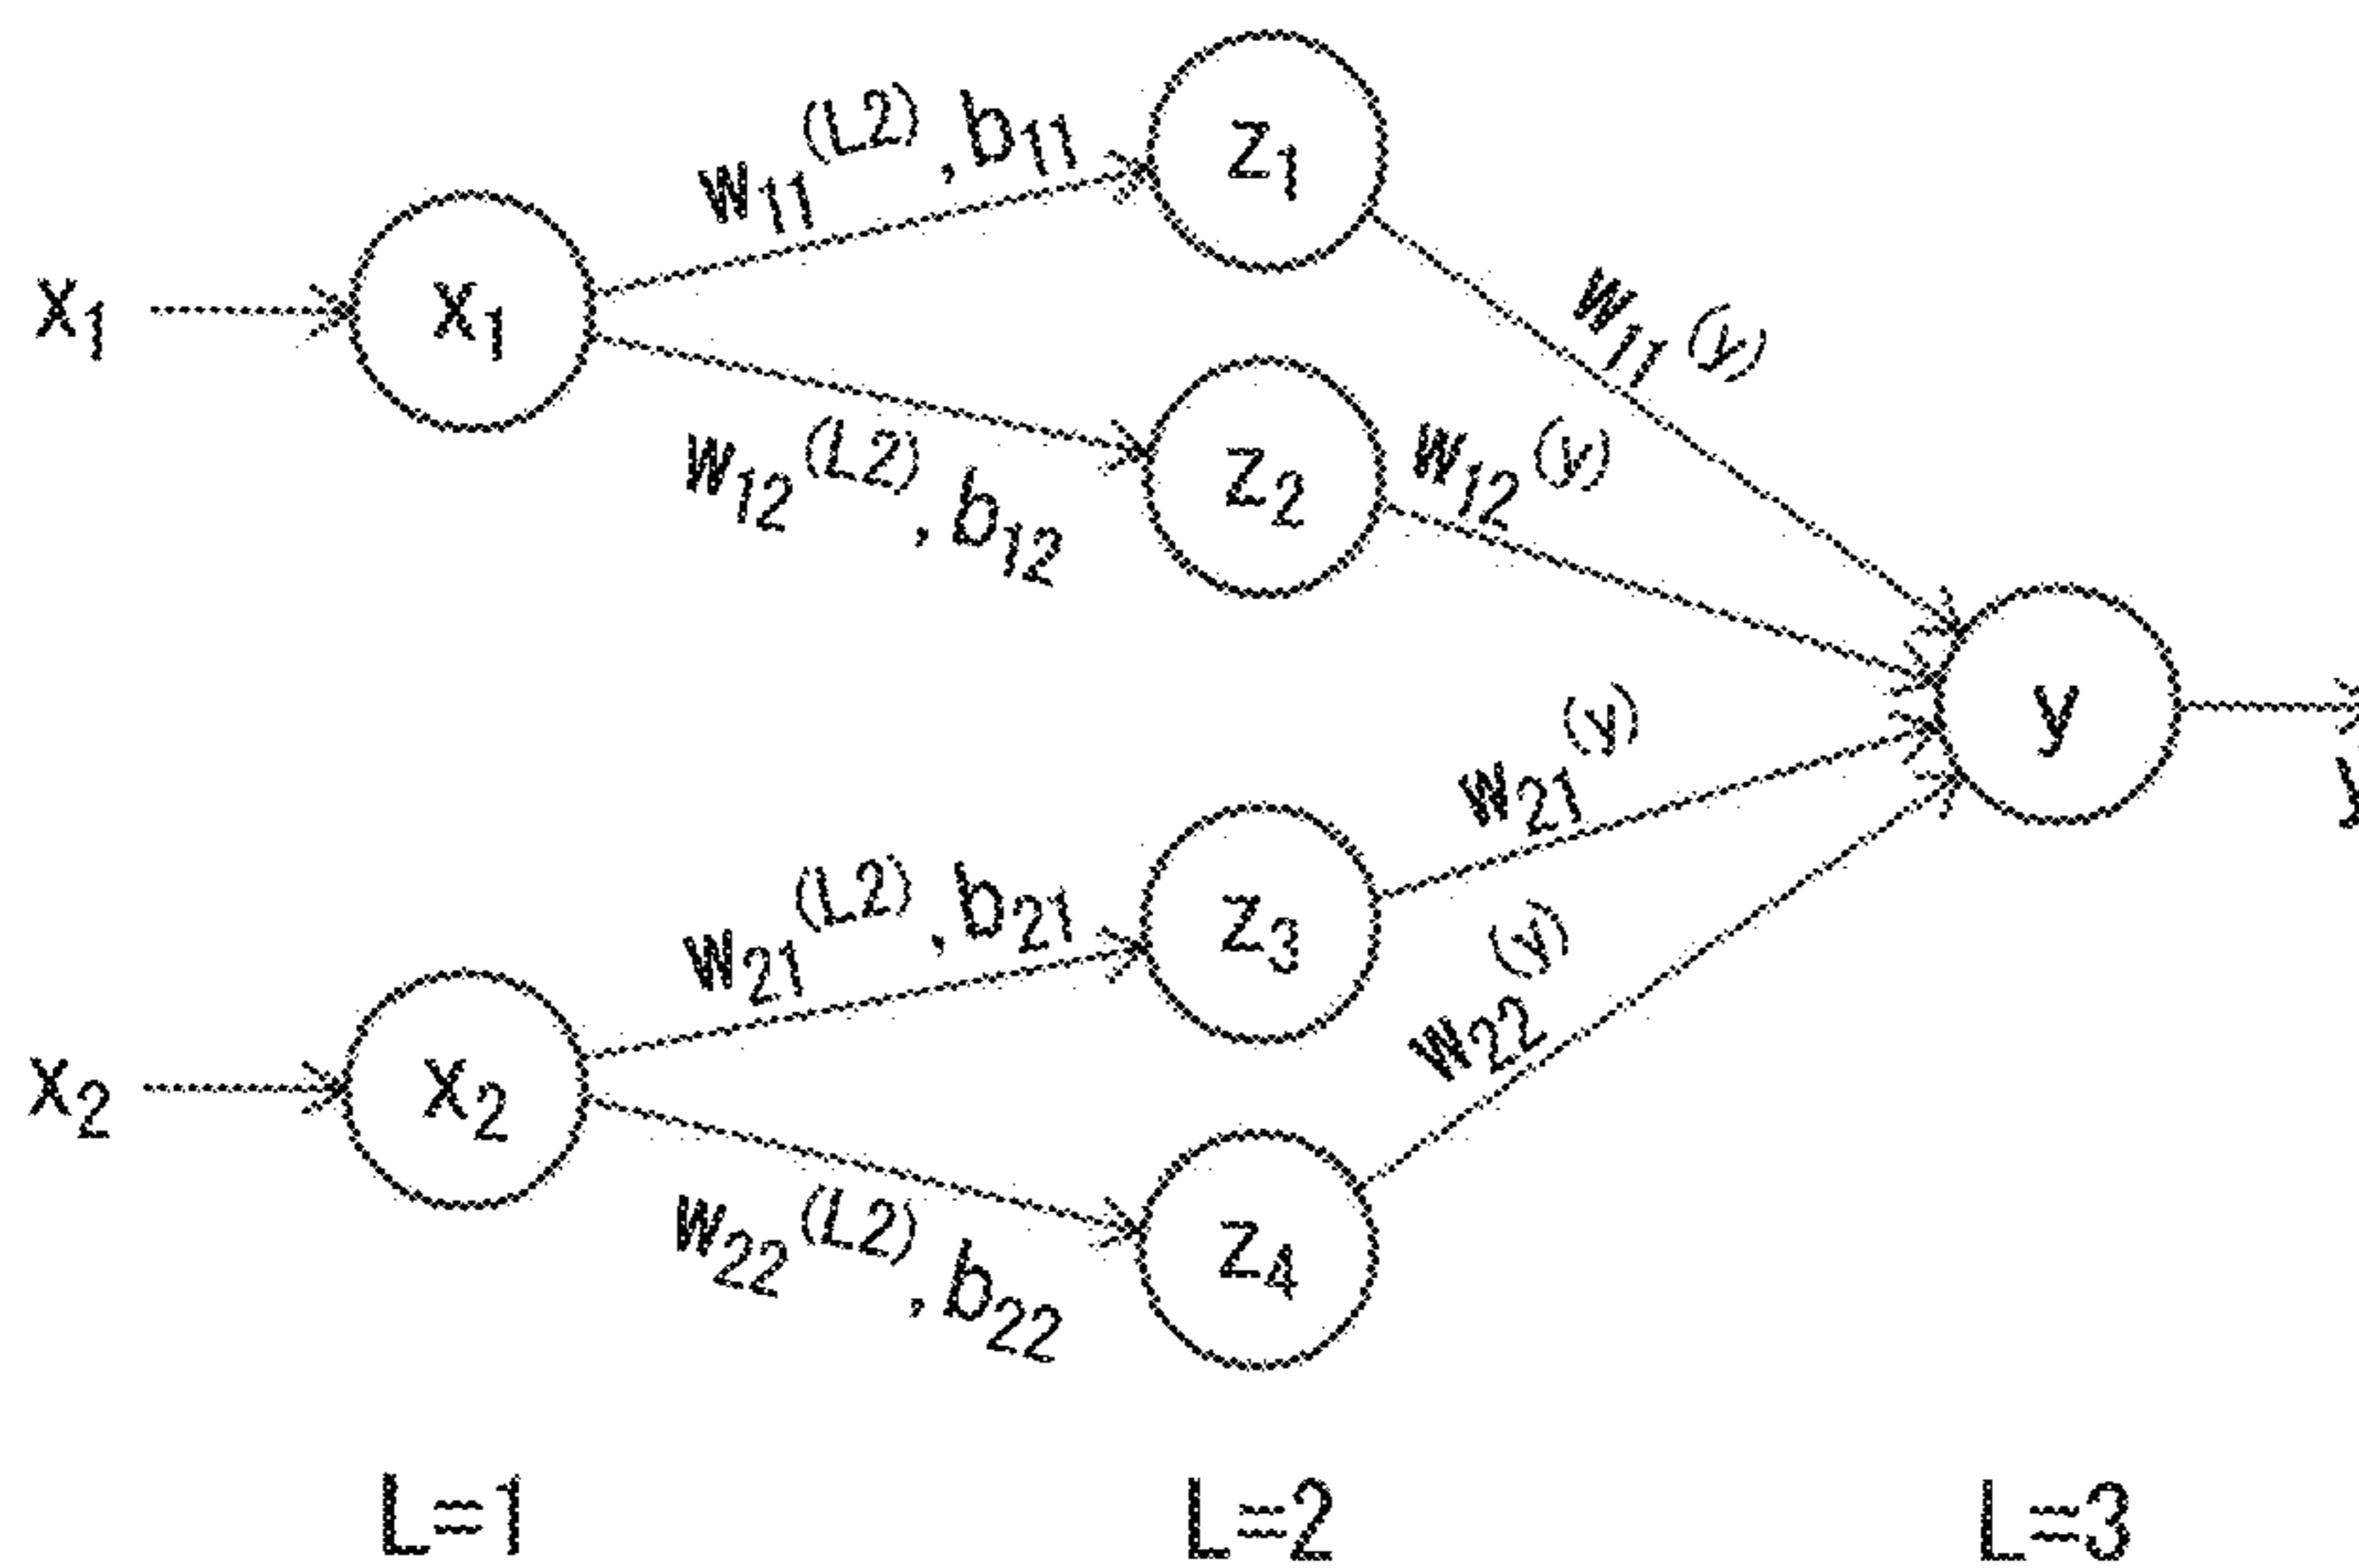 x₁
x₁
w₁₁⁽ᴸ²⁾, b₁₁
w₁₂⁽ᴸ²⁾, b₁₂
z₁
z₂
w₁₁⁽ʸ⁾
w₁₂⁽ʸ⁾
x₂
x₂
w₂₁⁽ᴸ²⁾, b₂₁
w₂₂⁽ᴸ²⁾, b₂₂
z₃
z₄
w₂₁⁽ʸ⁾
w₂₂⁽ʸ⁾
y
L=1
L=2
L=3